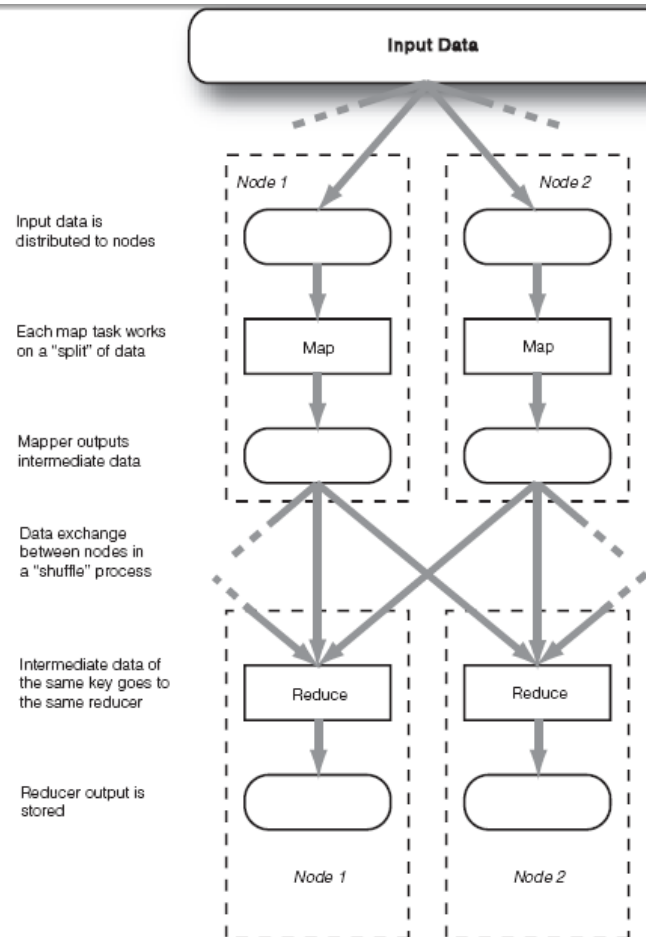 Input Data
Node 1
Node 2
Input data is
distributed to nodes
Each map task works
on a “split” of data
Map
Map
Mapper outputs
intermediate data
Data exchange
between nodes in
a “shuffle” process
Intermediate data of
the same key goes to
the same reducer
Reduce
Reduce
Reducer output is
stored
Node 1
Node 2